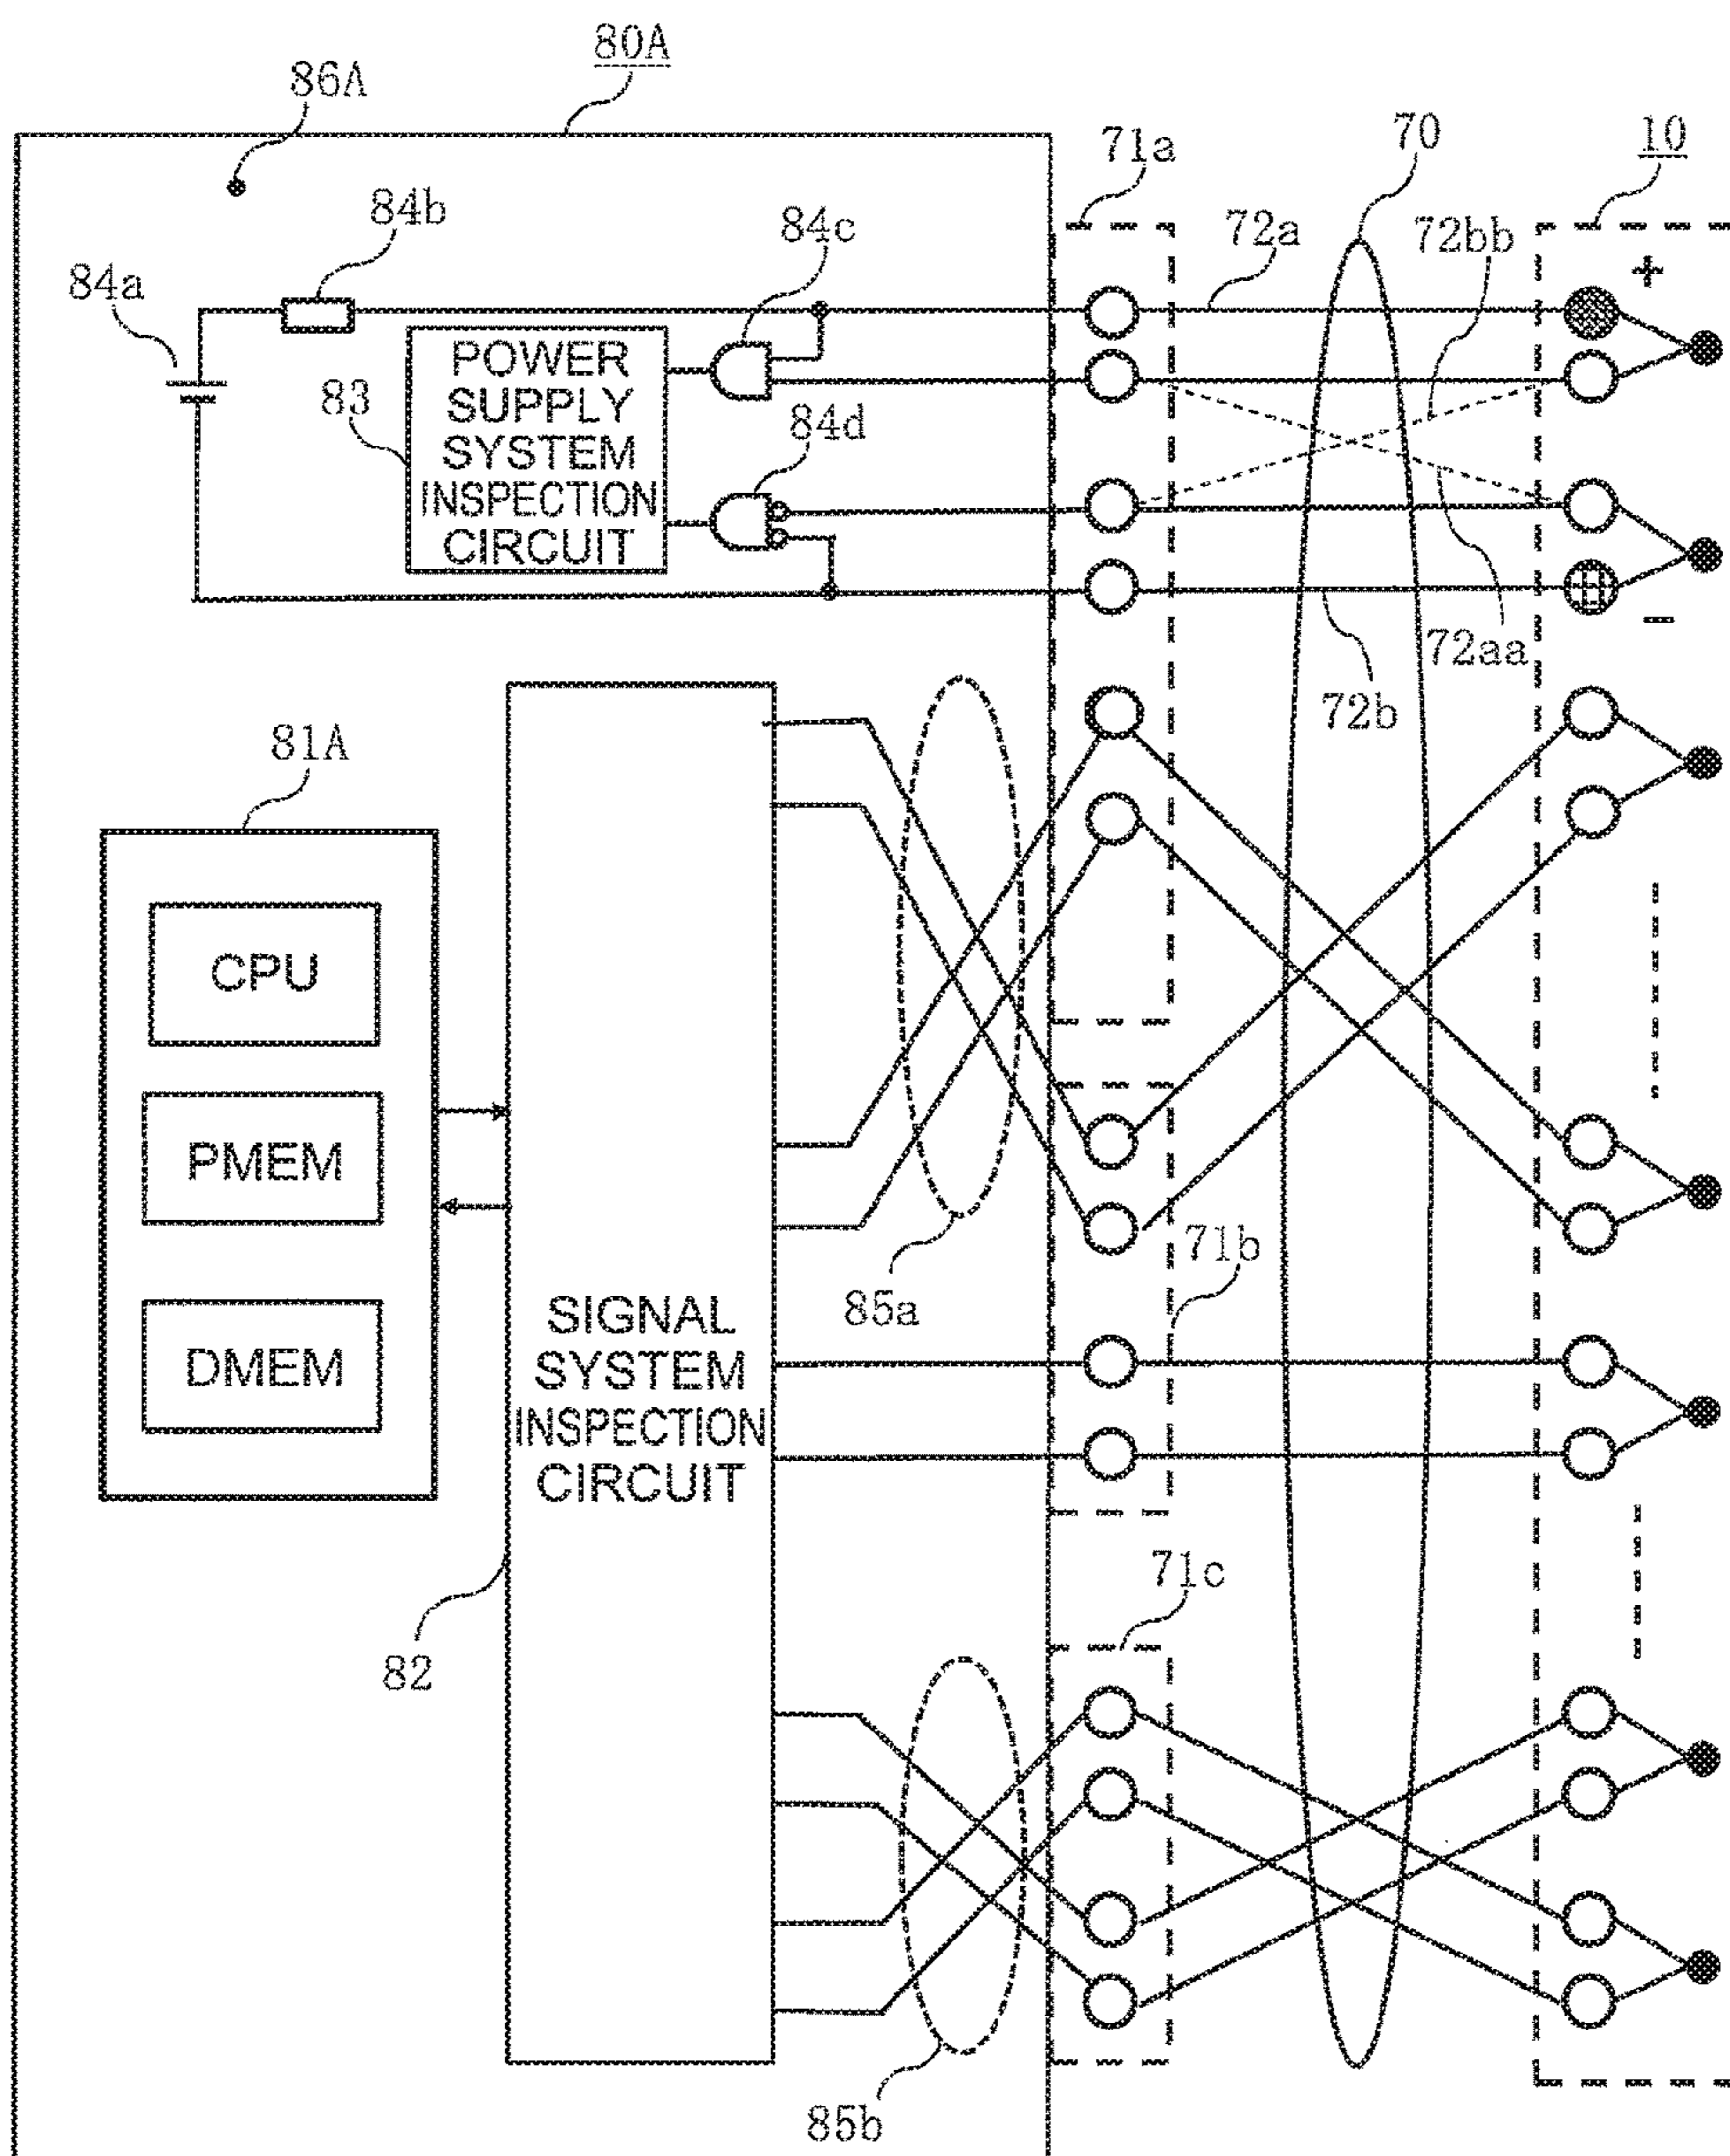 80A
86A
71a
70
10
84b
84c
72a
72bb
84a
+
POWER
SUPPLY
SYSTEM
INSPECTION
CIRCUIT
83
84d
−
72aa
72b
81A
CPU
PMEM
DMEM
85a
71b
SIGNAL
SYSTEM
INSPECTION
CIRCUIT
71c
82
85b